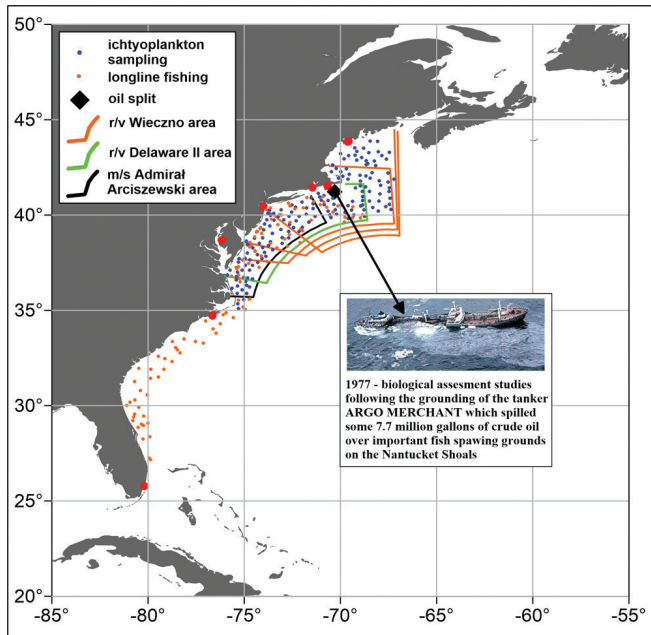 50°
45°
40°
35°
30°
25°
20°
ichtyoplankton
sampling
longline fishing
oil split
r/v Wieczno area
r/v Delaware II area
m/s Admirał
Arciszewski area
1977 - biological assesment studies
following the grounding of the tanker
ARGO MERCHANT which spilled
some 7.7 million gallons of crude oil
over important fish spawing grounds
on the Nantucket Shoals
-85°
-80°
-75°
-70°
-65°
-60°
-55°